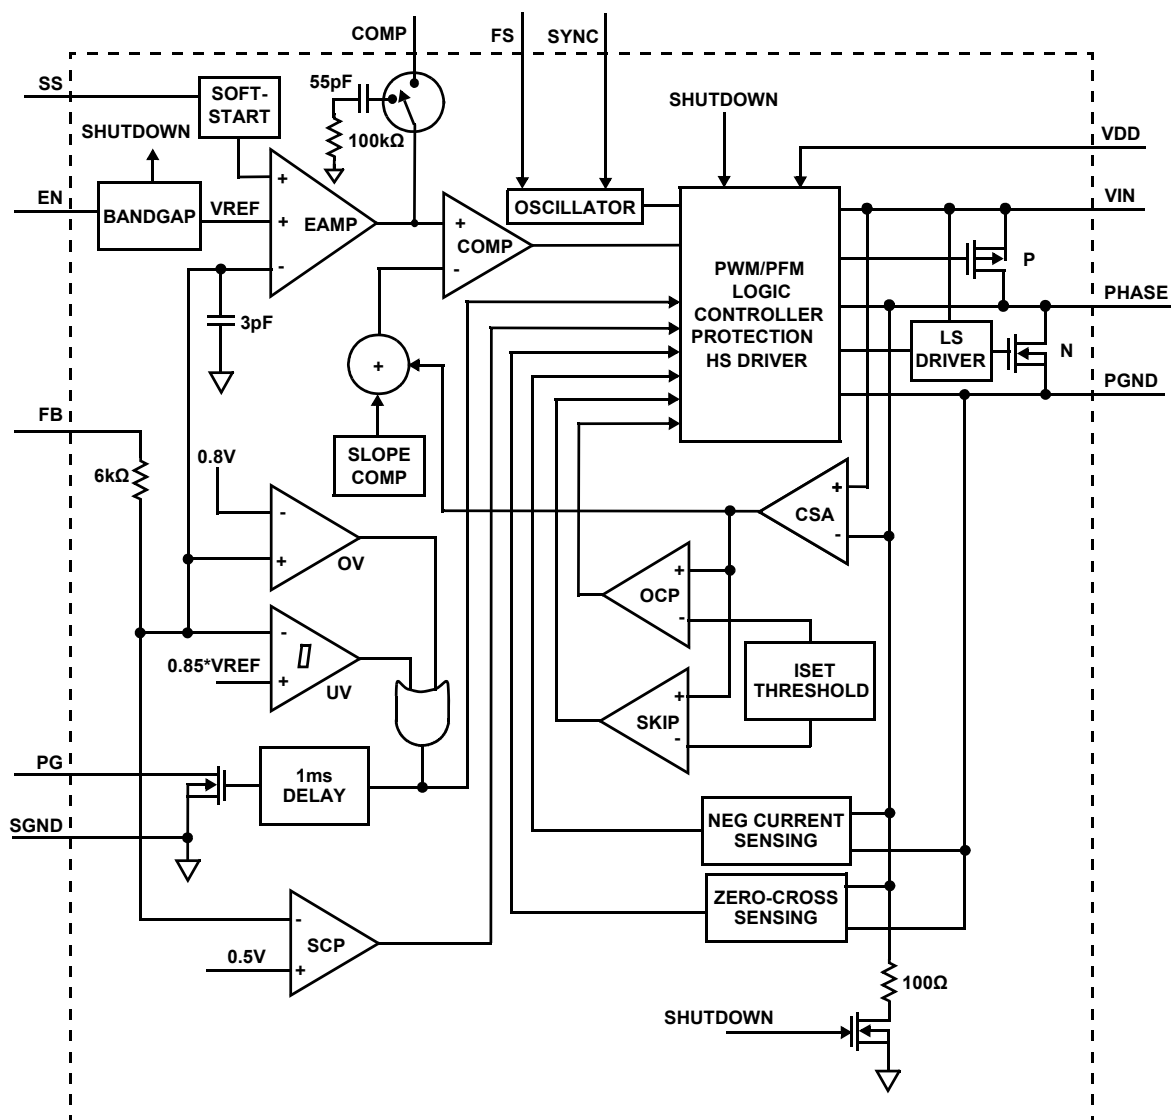 COMP
FS
SYNC
SS
SOFT-
START
55pF
100kΩ
SHUTDOWN
SHUTDOWN
VDD
EN
BANDGAP
VREF
+
+
-
EAMP
+
-
COMP
OSCILLATOR
VIN
PWM/PFM
LOGIC
CONTROLLER
PROTECTION
HS DRIVER
P
PHASE
3pF
LS
DRIVER
N
+
PGND
FB
SLOPE
COMP
6kΩ
0.8V
-
+
OV
+
-
CSA
+
-
OCP
-
+
UV
0.85*VREF
ISET
THRESHOLD
+
-
SKIP
PG
1ms
DELAY
SGND
NEG CURRENT
SENSING
ZERO-CROSS
SENSING
-
+
SCP
0.5V
100Ω
SHUTDOWN